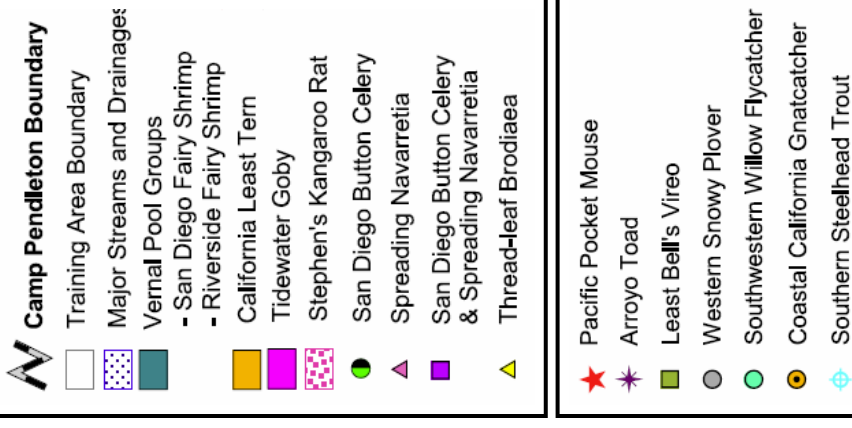 Camp Pendleton Boundary
Training Area Boundary
Major Streams and Drainages
Vernal Pool Groups
- San Diego Fairy Shrimp
- Riverside Fairy Shrimp
California Least Tern
Tidewater Goby
Stephen's Kangaroo Rat
San Diego Button Celery
Spreading Navarretia
San Diego Button Celery
& Spreading Navarretia
Thread-leaf Brodiaea
Pacific Pocket Mouse
Arroyo Toad
Least Bell's Vireo
Western Snowy Plover
Southwestern Willow Flycatcher
Coastal California Gnatcatcher
Southern Steelhead Trout